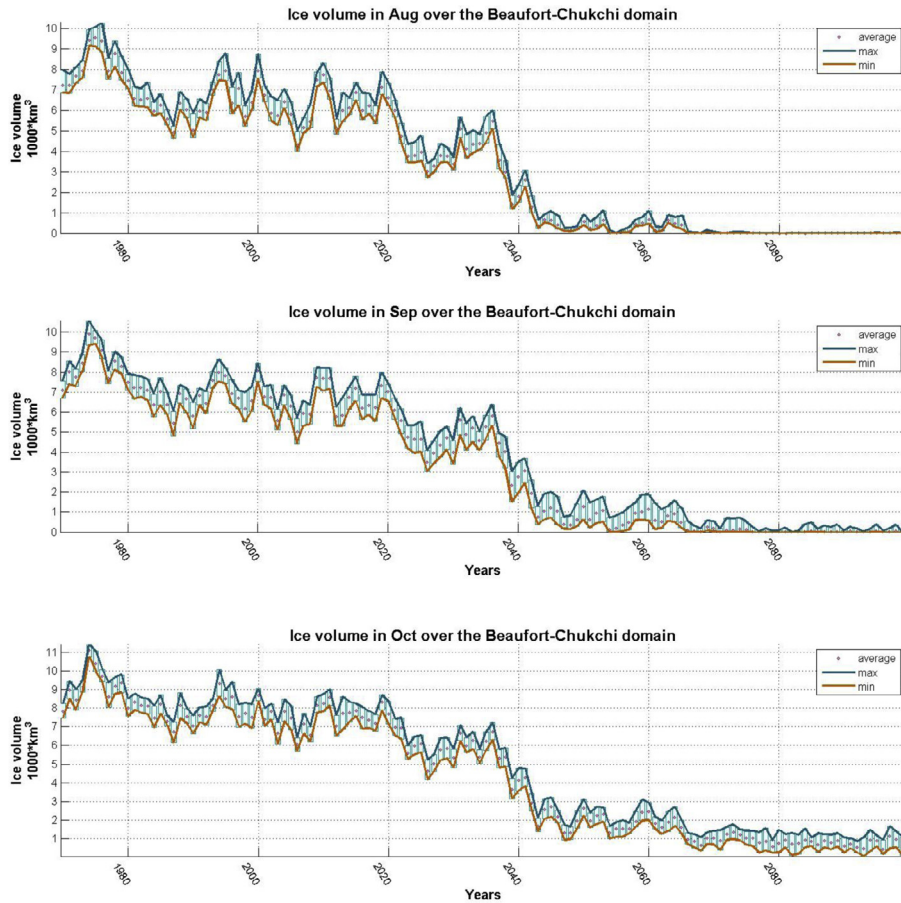 Ice volume in Aug over the Beaufort-Chukchi domain
10
9
8
7
6
5
4
3
2
1
0
Ice volume
1000*km³
average
max
min
1980
2000
2020
2040
2060
2080
Years
Ice volume in Sep over the Beaufort-Chukchi domain
10
9
8
7
6
5
4
3
2
1
0
Ice volume
1000*km³
average
max
min
1980
2000
2020
2040
2060
2080
Years
Ice volume in Oct over the Beaufort-Chukchi domain
11
10
9
8
7
6
5
4
3
2
1
Ice volume
1000*km³
average
max
min
1980
2000
2020
2040
2060
2080
Years